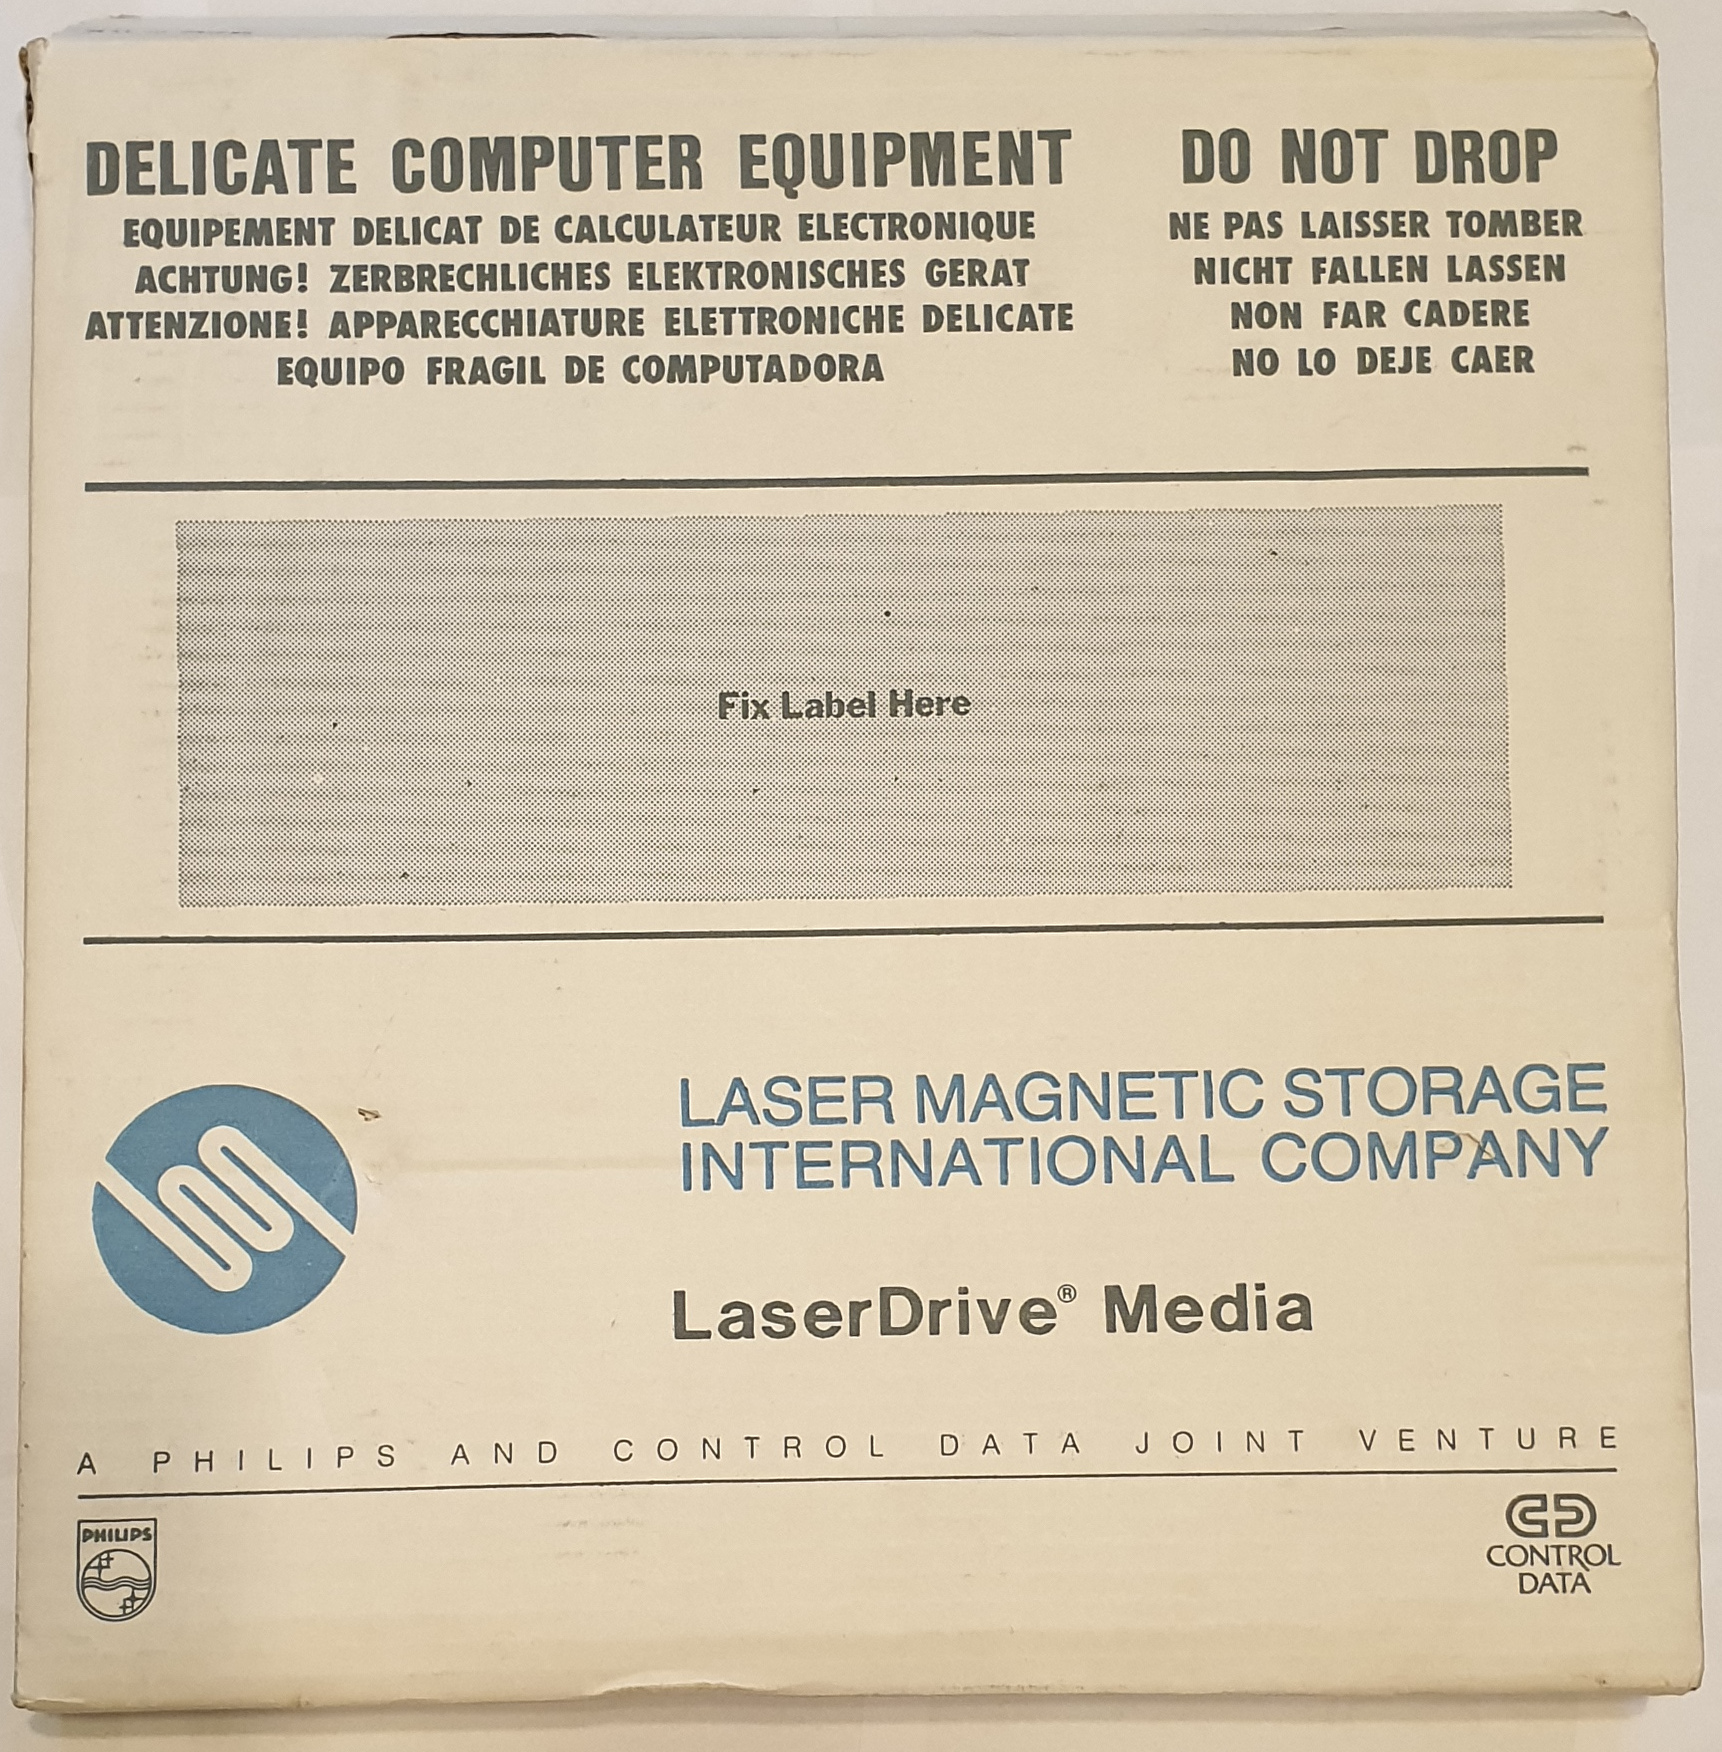 DELICATE COMPUTER EQUIPMENT
EQUIPEMENT DELICAT DE CALCULATEUR ELECTRONIQUE
ACHTUNG! ZERBRECHLICHES ELEKTRONISCHES GERAT
ATTENZIONE! APPARECCHIATURE ELETTRONICHE DELICATE
EQUIPO FRAGIL DE COMPUTADORA
DO NOT DROP
NE PAS LAISSER TOMBER
NICHT FALLEN LASSEN
NON FAR CADERE
NO LO DEJE CAER
Fix Label Here
LASER MAGNETIC STORAGE
INTERNATIONAL COMPANY
LaserDrive® Media
A PHILIPS AND CONTROL DATA JOINT VENTURE
PHILIPS
CONTROL
DATA